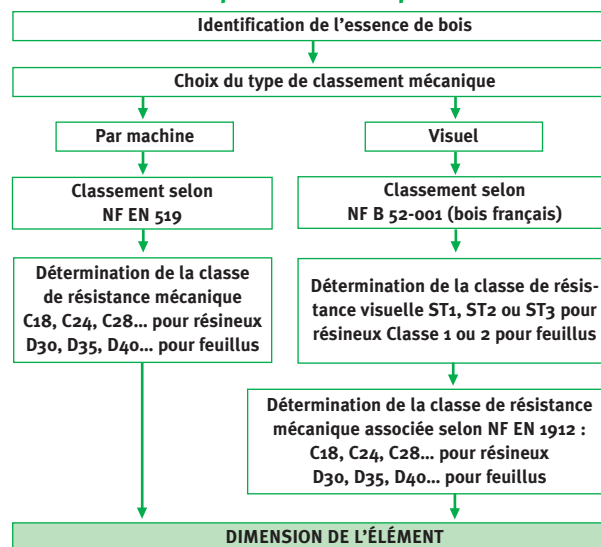 Identification de l'essence de bois
Choix du type de classement mécanique
Par machine
Visuel
Classement selon
NF EN 519
Classement selon
NF B 52-001 (bois français)
Détermination de la classe
de résistance mécanique
C18, C24, C28... pour résineux
D30, D35, D40... pour feuillus
Détermination de la classe de résis-
tance visuelle ST1, ST2 ou ST3 pour
résineux Classe 1 ou 2 pour feuillus
Détermination de la classe de résistance
mécanique associée selon NF EN 1912 :
C18, C24, C28... pour résineux
D30, D35, D40... pour feuillus
DIMENSION DE L'ÉLÉMENT